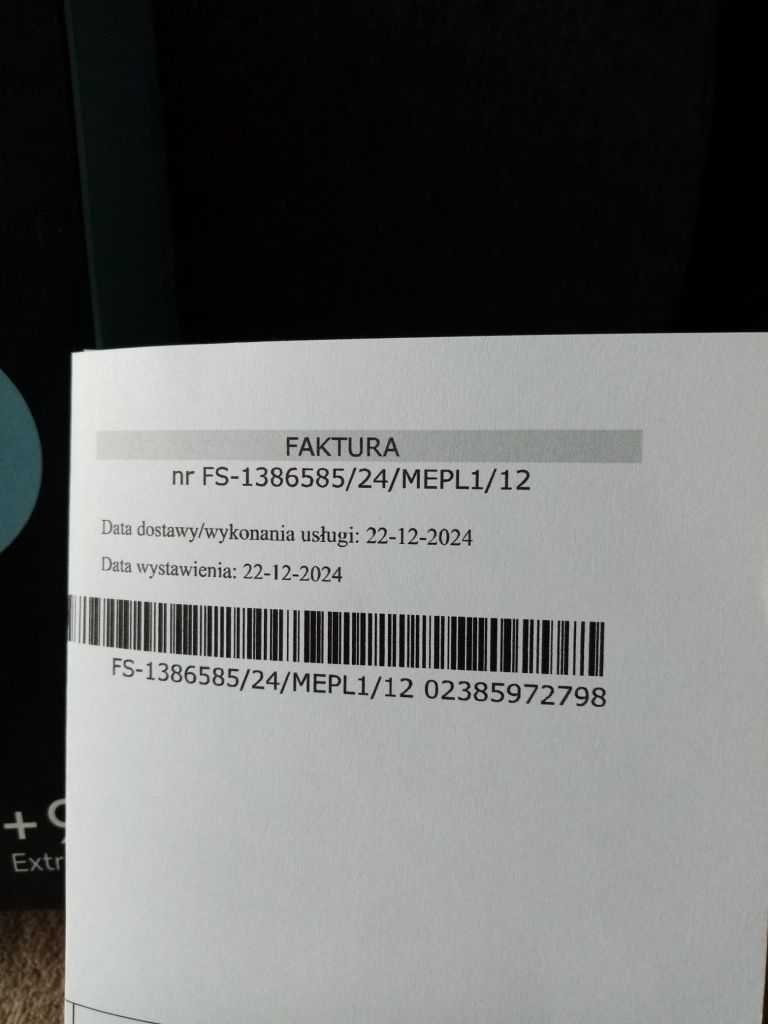 FAKTURA
nr FS-1386585/24/MEPL1/12
Data dostawy/wykonania usługi: 22-12-2024
Data wystawienia: 22-12-2024
FS-1386585/24/MEPL1/12 02385972798
+